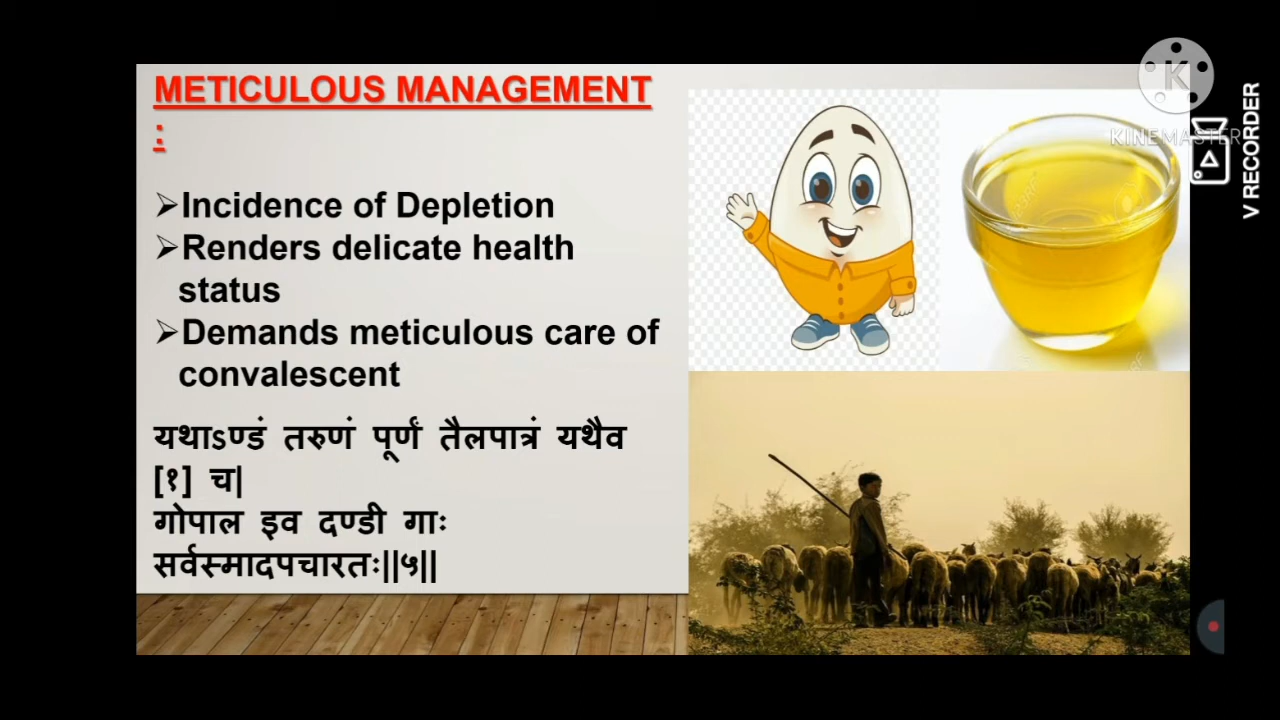 METICULOUS MANAGEMENT
:
➢Incidence of Depletion
➢Renders delicate health
status
➢Demands meticulous care of
convalescent
यथाऽण्डं तरुणं पूर्णं तैलपात्रं यथैव
[१] च|
गोपाल इव दण्डी गाः
सर्वस्मादपचारतः||५||
K
KINEMASTER
V RECORDER